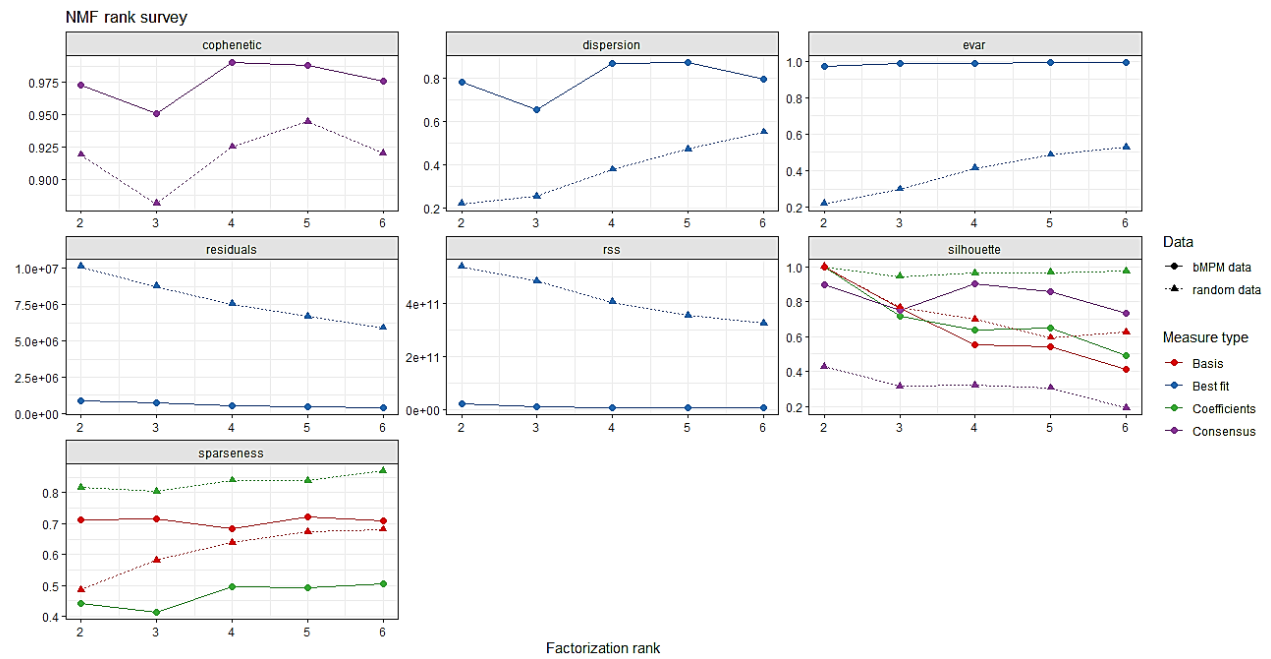 NMF rank survey
cophenetic
0.975
0.950
0.925
0.900
2 3 4 5 6
dispersion
0.8
0.6
0.4
0.2
2 3 4 5 6
evar
1.0
0.8
0.6
0.4
0.2
2 3 4 5 6
residuals
1.0e+07
7.5e+06
5.0e+06
2.5e+06
0.0e+00
2 3 4 5 6
rss
4e+11
2e+11
0e+00
2 3 4 5 6
silhouette
1.0
0.8
0.6
0.4
0.2
2 3 4 5 6
sparseness
0.8
0.7
0.6
0.5
0.4
2 3 4 5 6
Factorization rank
Data
bMPM data
random data
Measure type
Basis
Best fit
Coefficients
Consensus